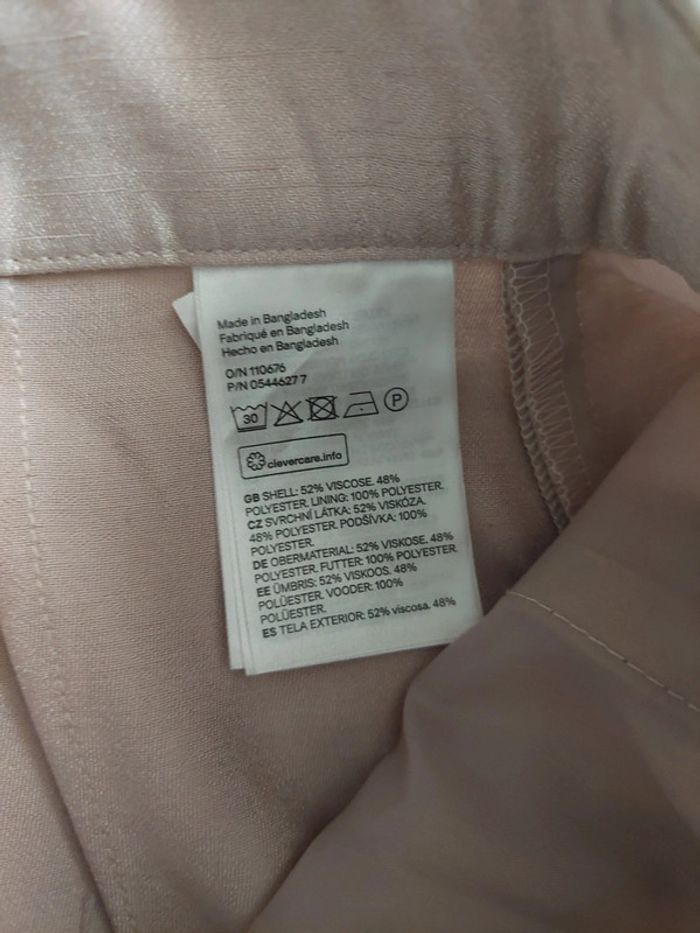 Made in Bangladesh
Fabriqué en Bangladesh
Hecho en Bangladesh
O/N 110676
P/N 0544627 7
30
P
clevercare.info
GB SHELL: 52% VISCOSE. 48%
POLYESTER. LINING: 100% POLYESTER.
CZ SVRCHNÍ LÁTKA: 52% VISKÓZA.
48% POLYESTER. PODŠÍVKA: 100%
POLYESTER.
DE OBERMATERIAL: 52% VISKOSE. 48%
POLYESTER. FUTTER: 100% POLYESTER.
EE ÜMBRIS: 52% VISKOOS. 48%
POLÜESTER. VOODER: 100%
POLÜESTER.
ES TELA EXTERIOR: 52% viscosa. 48%